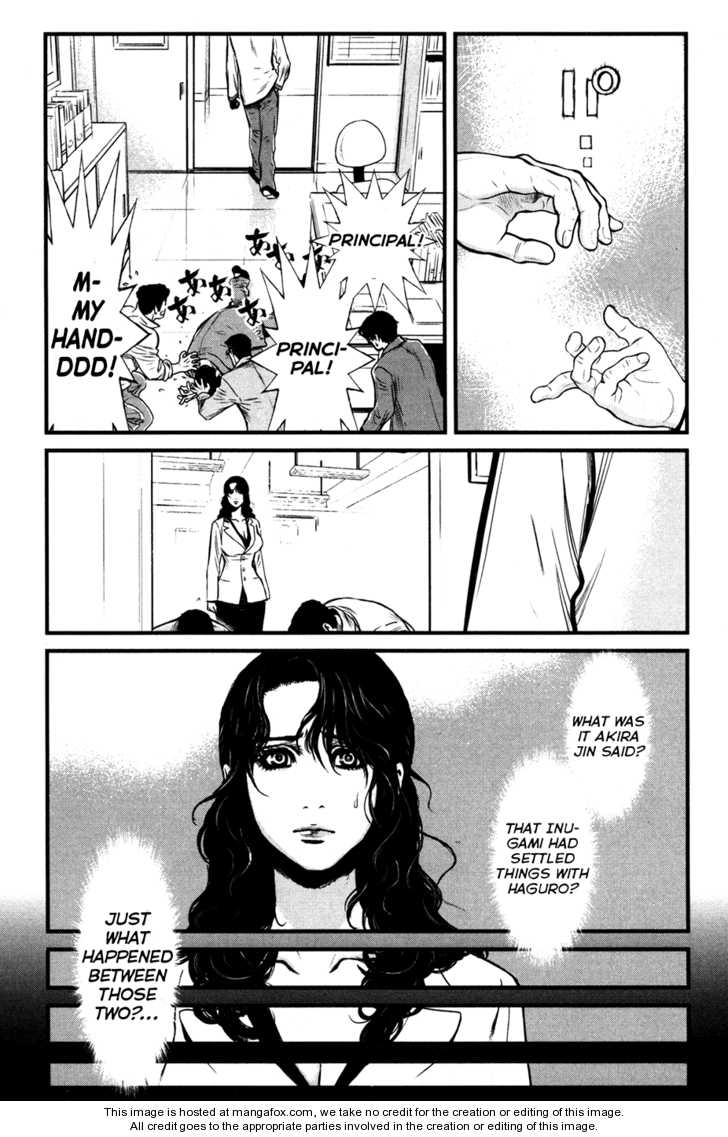 M-
MY
HAND-
DDD!
PRINCIPAL!
PRINCI-
PAL!
あ
あ
あ
あ
あ
あ
WHAT WAS
IT AKIRA
JIN SAID?
THAT INU-
GAMI HAD
SETTLED
THINGS WITH
HAGURO?
JUST
WHAT
HAPPENED
BETWEEN
THOSE
TWO?...
This image is hosted at mangafox.com, we take no credit for the creation or editing of this image.
All credit goes to the appropriate parties involved in the creation or editing of this image.